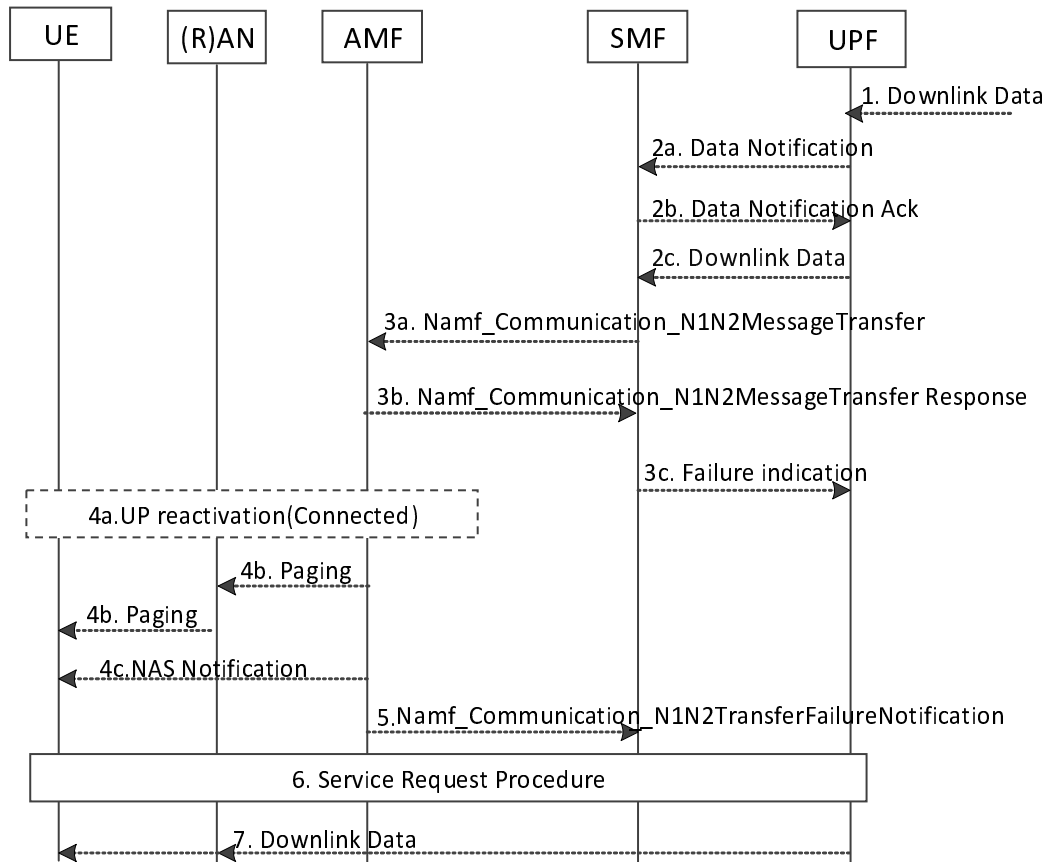 UE
(R)AN
AMF
SMF
UPF
1. Downlink Data
2a. Data Notification
2b. Data Notification Ack
2c. Downlink Data
3a. Namf_Communication_N1N2MessageTransfer
3b. Namf_Communication_N1N2MessageTransfer Response
3c. Failure indication
4a.UP reactivation(Connected)
4b. Paging
4b. Paging
4c.NAS Notification
5.Namf_Communication_N1N2TransferFailureNotification
6. Service Request Procedure
7. Downlink Data